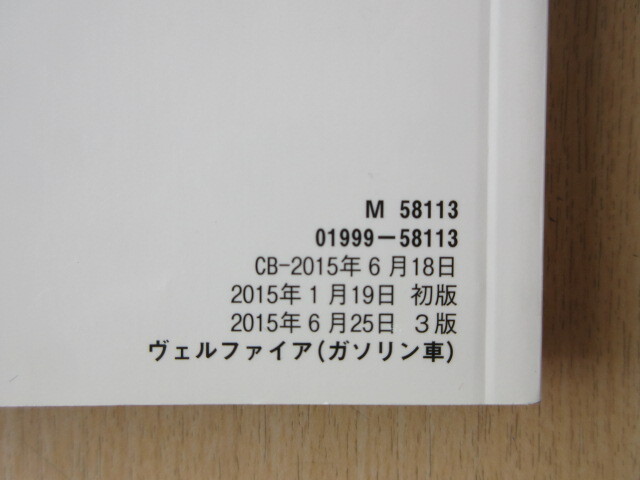 M 58113
01999−58113
CB-2015年6月18日
2015年1月19日 初版
2015年6月25日 3版
ヴェルファイア(ガソリン車)